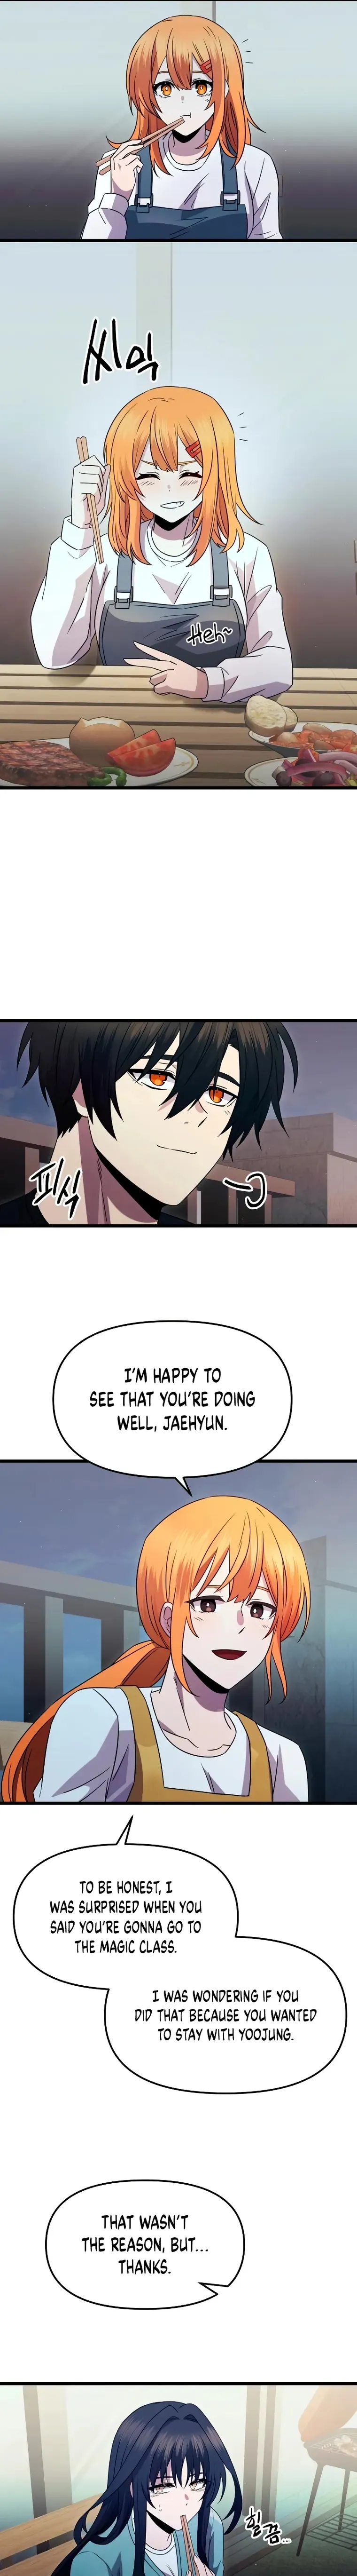 씨익
Heh~
피식
I'M HAPPY TO
SEE THAT YOU'RE DOING
WELL, JAEHYUN.
TO BE HONEST, I
WAS SURPRISED WHEN YOU
SAID YOU'RE GONNA GO TO
THE MAGIC CLASS.
I WAS WONDERING IF YOU
DID THAT BECAUSE YOU WANTED
TO STAY WITH YOOJUNG.
THAT WASN'T
THE REASON, BUT...
THANKS.
힐끔...